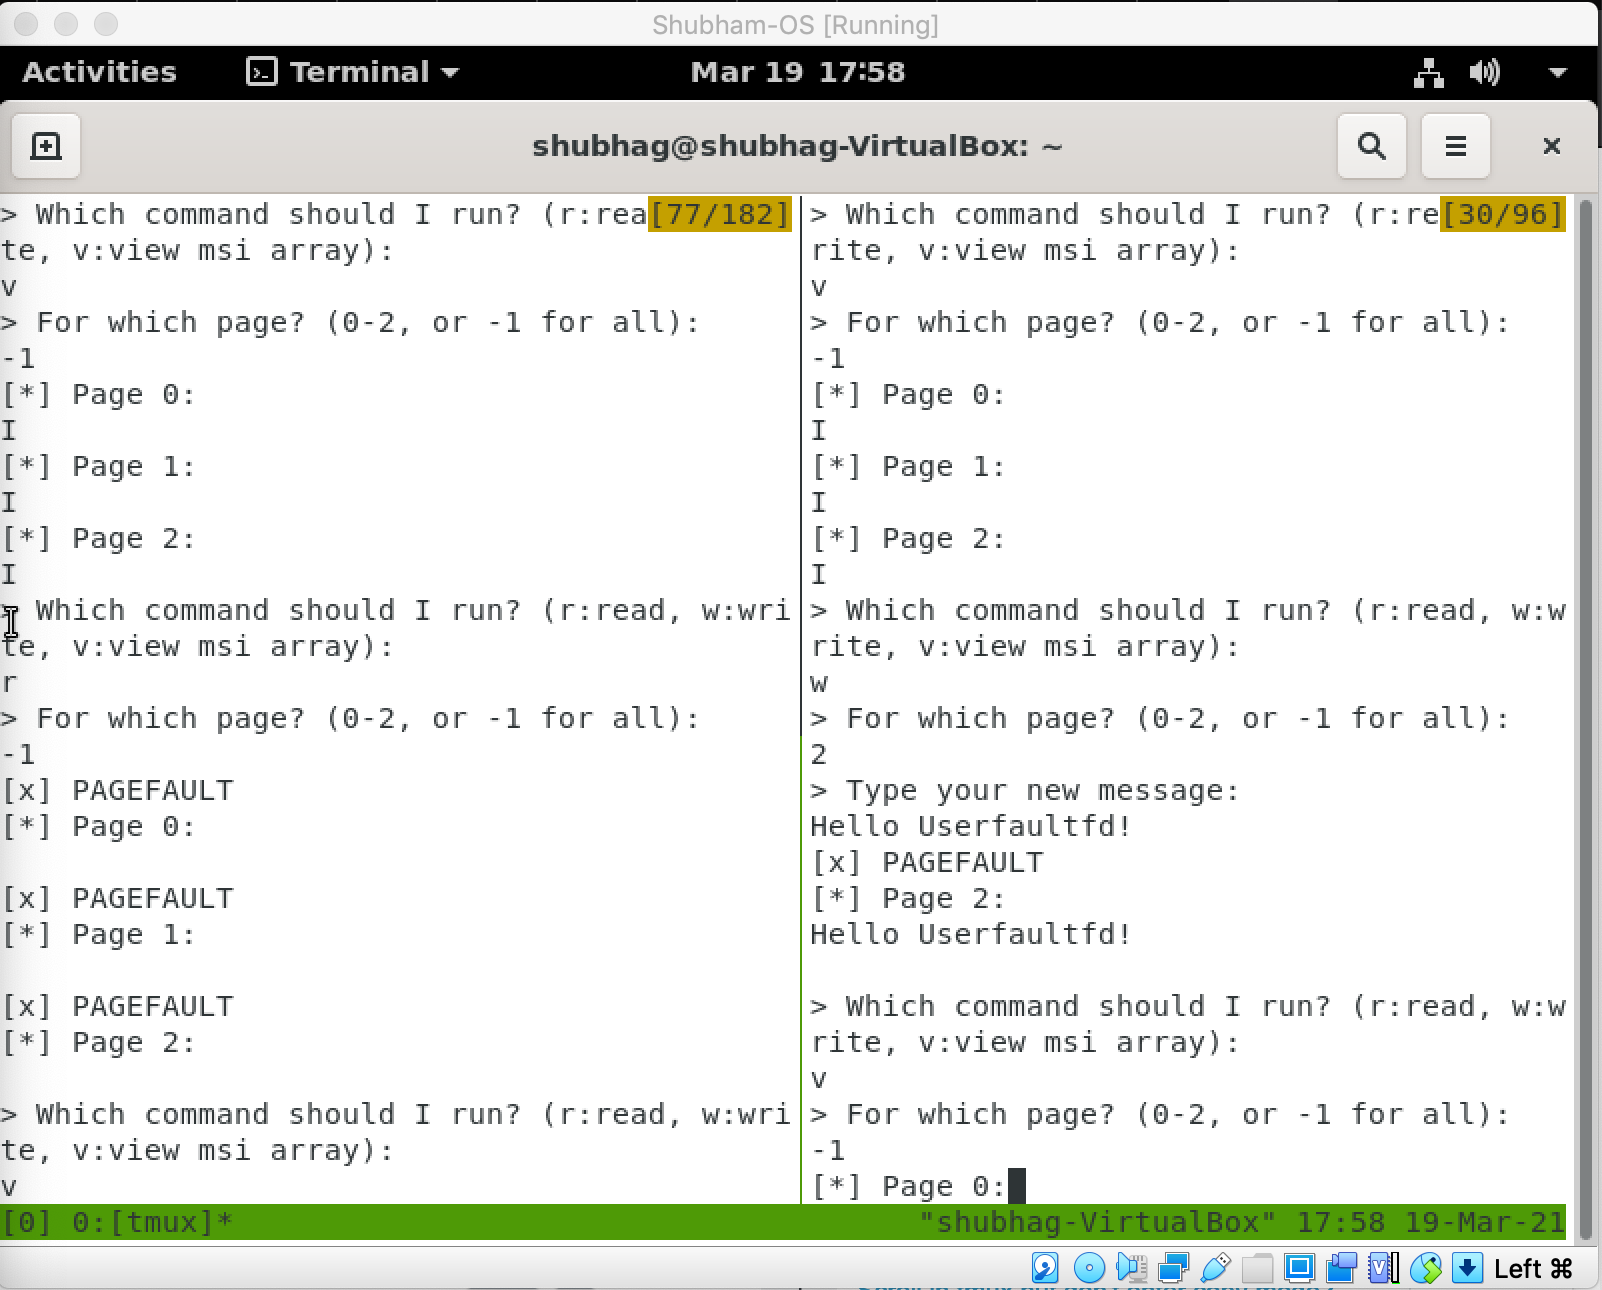 Shubham-OS [Running]
Activities Terminal Mar 19 17:58
shubhag@shubhag-VirtualBox: ~
> Which command should I run? (r:rea[77/182]
te, v:view msi array):
v
> For which page? (0-2, or -1 for all):
-1
[*] Page 0:
I
[*] Page 1:
I
[*] Page 2:
I
> Which command should I run? (r:read, w:wri
te, v:view msi array):
r
> For which page? (0-2, or -1 for all):
-1
[x] PAGEFAULT
[*] Page 0:
[x] PAGEFAULT
[*] Page 1:
[x] PAGEFAULT
[*] Page 2:
> Which command should I run? (r:read, w:wri
te, v:view msi array):
v
> Which command should I run? (r:re[30/96]
rite, v:view msi array):
v
> For which page? (0-2, or -1 for all):
-1
[*] Page 0:
I
[*] Page 1:
I
[*] Page 2:
I
> Which command should I run? (r:read, w:w
rite, v:view msi array):
w
> For which page? (0-2, or -1 for all):
2
> Type your new message:
Hello Userfaultfd!
[x] PAGEFAULT
[*] Page 2:
Hello Userfaultfd!
> Which command should I run? (r:read, w:w
rite, v:view msi array):
v
> For which page? (0-2, or -1 for all):
-1
[*] Page 0:
[0] 0:[tmux]* "shubhag-VirtualBox" 17:58 19-Mar-21
Left ⌘